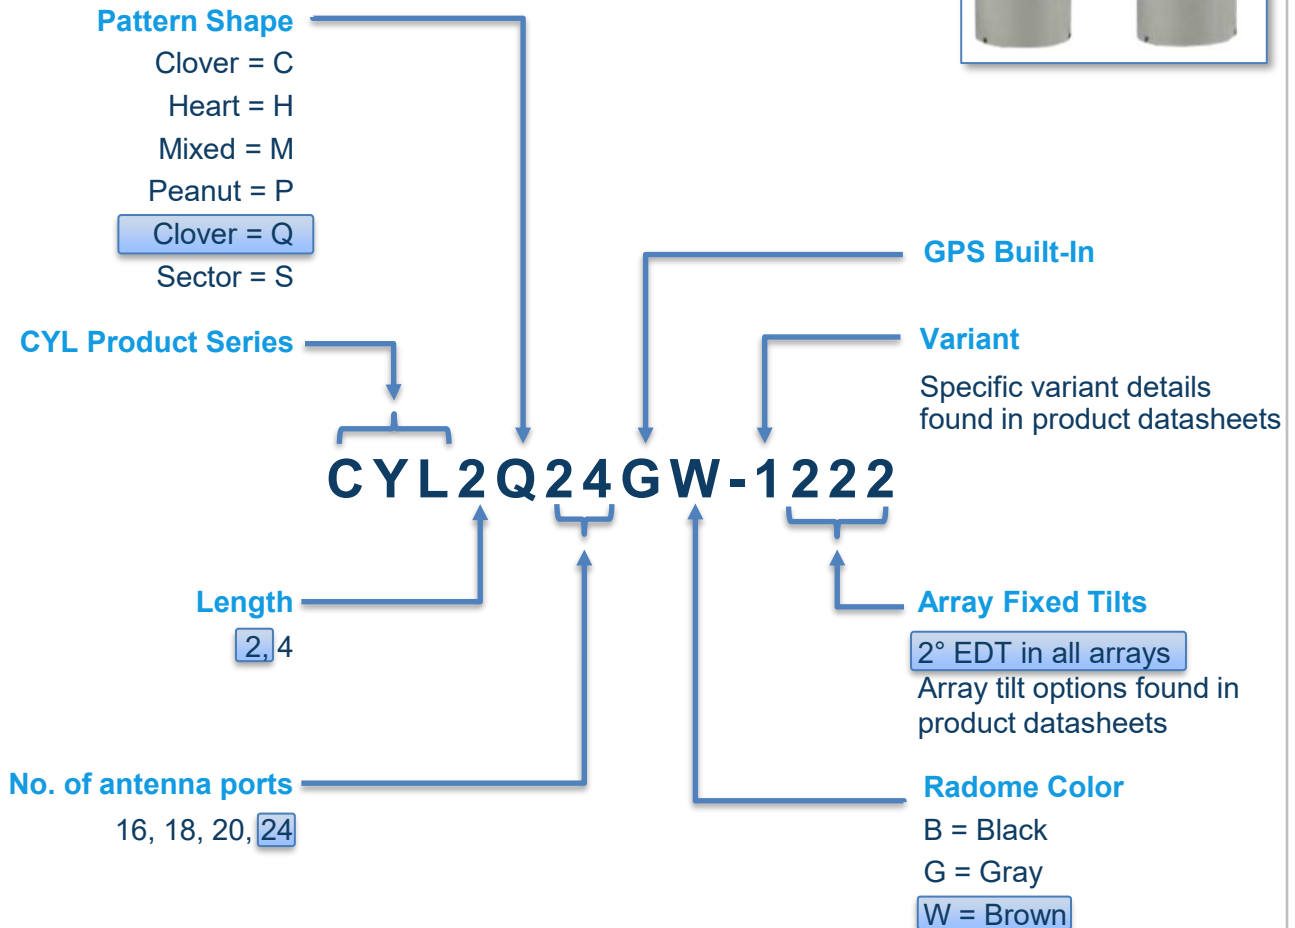 Pattern Shape
Clover = C
Heart = H
Mixed = M
Peanut = P
Clover = Q
Sector = S
GPS Built-In
CYL Product Series
Variant
Specific variant details
found in product datasheets
CYL2Q24GW-1222
Length
2, 4
Array Fixed Tilts
2° EDT in all arrays
Array tilt options found in
product datasheets
No. of antenna ports
16, 18, 20, 24
Radome Color
B = Black
G = Gray
W = Brown